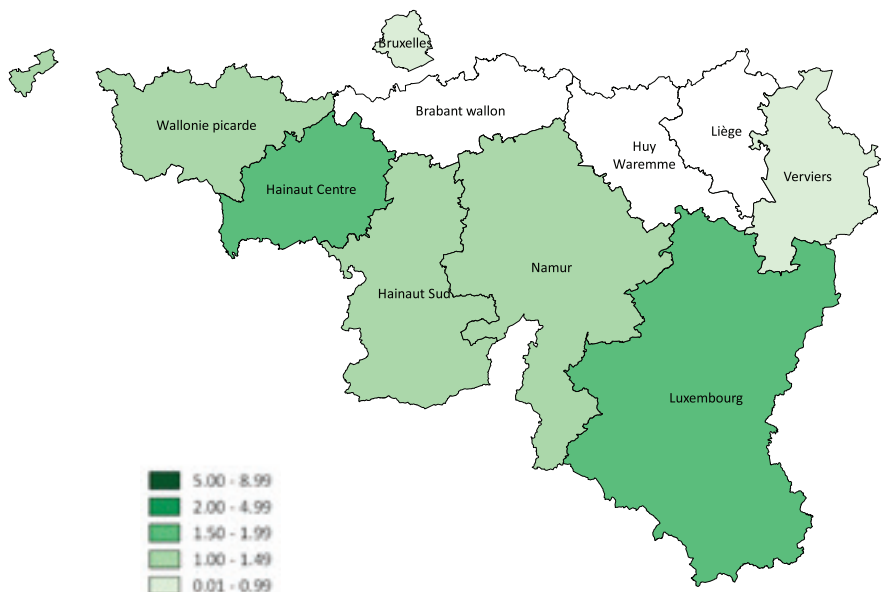 Bruxelles
Brabant wallon
Wallonie picarde
Liège
Huy
Waremme
Verviers
Hainaut Centre
Namur
Hainaut Sud
Luxembourg
5.00 - 8.99
2.00 - 4.99
1.50 - 1.99
1.00 - 1.49
0.01 - 0.99